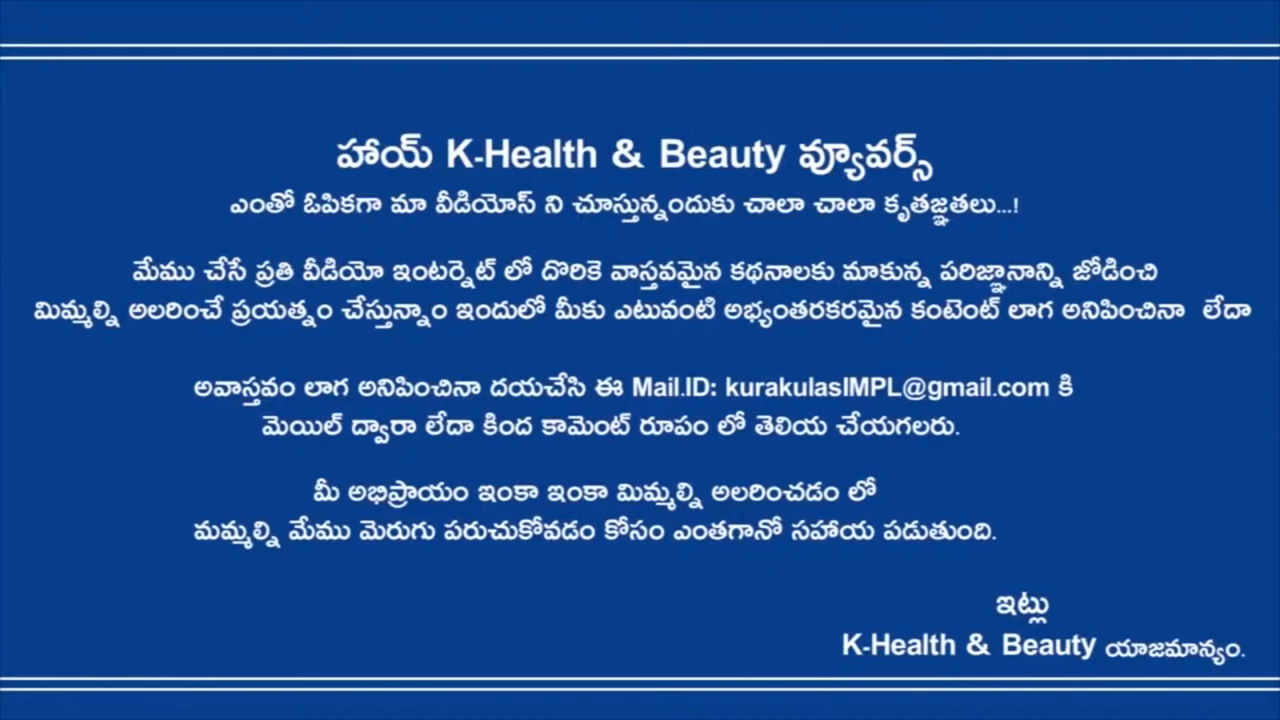 హాయ్ K-Health & Beauty వ్యూవర్స్
ఎంతో ఓపికగా మా వీడియోస్ ని చూస్తున్నందుకు చాలా చాలా కృతజ్ఞతలు...!
మేము చేసే ప్రతి వీడియో ఇంటర్నెట్ లో దొరికె వాస్తవమైన కథనాలకు మాకున్న పరిజ్ఞానాన్ని జోడించి
మిమ్మల్ని అలరించే ప్రయత్నం చేస్తున్నాం ఇందులో మీకు ఎటువంటి అభ్యంతరకరమైన కంటెంట్ లాగ అనిపించినా లేదా
అవాస్తవం లాగ అనిపించినా దయచేసి ఈ Mail.ID: kurakulasIMPL@gmail.com కి
మెయిల్ ద్వారా లేదా కింద కామెంట్ రూపం లో తెలియ చేయగలరు.
మీ అభిప్రాయం ఇంకా ఇంకా మిమ్మల్ని అలరించడం లో
మమ్మల్ని మేము మెరుగు పరుచుకోవడం కోసం ఎంతగానో సహాయ పడుతుంది.
ఇట్లు
K-Health & Beauty యాజమాన్యం.